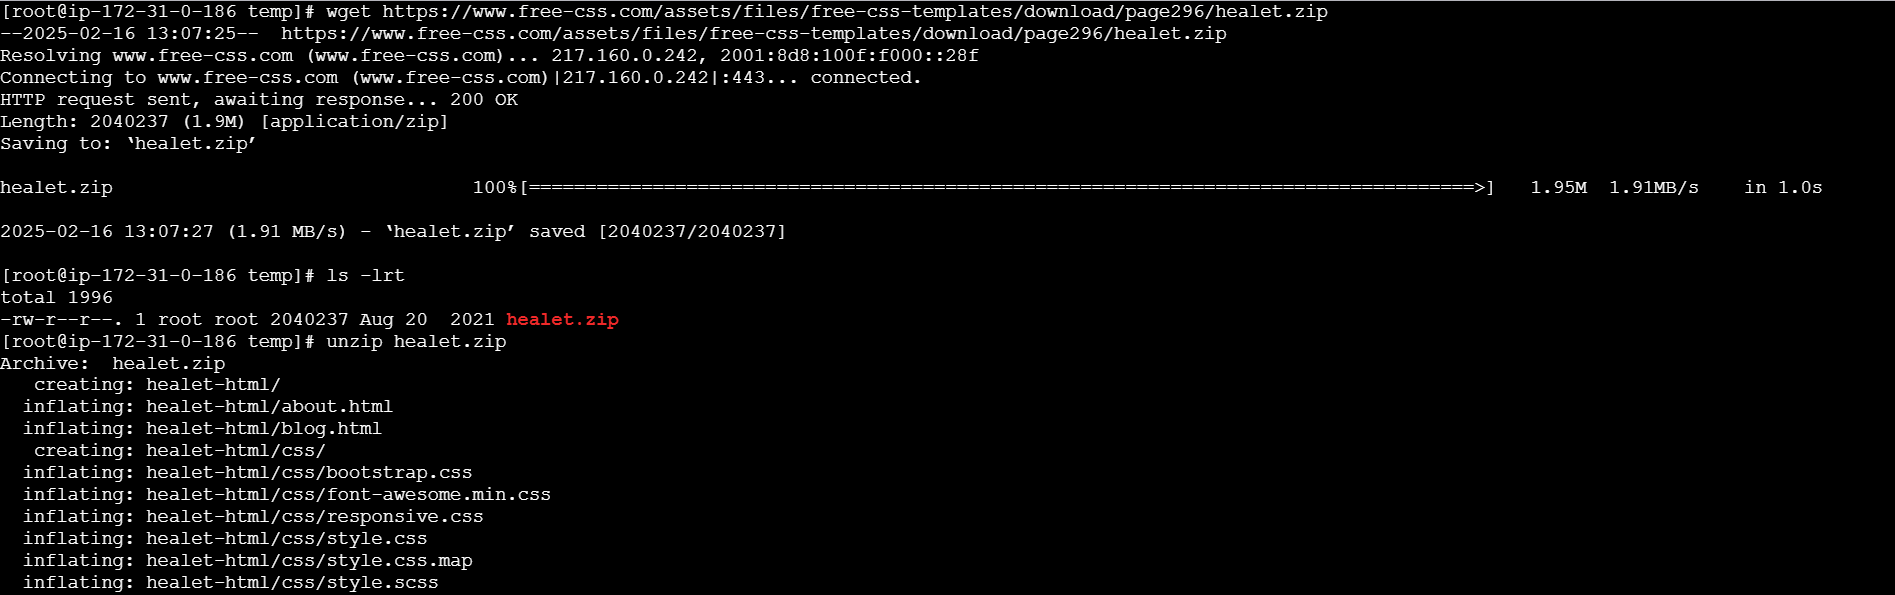 [root@ip-172-31-0-186 temp]# wget https://www.free-css.com/assets/files/free-css-templates/download/page296/healet.zip
--2025-02-16 13:07:25--  https://www.free-css.com/assets/files/free-css-templates/download/page296/healet.zip
Resolving www.free-css.com (www.free-css.com)... 217.160.0.242, 2001:8d8:100f:f000::28f
Connecting to www.free-css.com (www.free-css.com)|217.160.0.242|:443... connected.
HTTP request sent, awaiting response... 200 OK
Length: 2040237 (1.9M) [application/zip]
Saving to: ‘healet.zip’
healet.zip                                100%[====================================================================================>]   1.95M  1.91MB/s    in 1.0s
2025-02-16 13:07:27 (1.91 MB/s) - ‘healet.zip’ saved [2040237/2040237]
[root@ip-172-31-0-186 temp]# ls -lrt
total 1996
-rw-r--r--. 1 root root 2040237 Aug 20  2021 healet.zip
[root@ip-172-31-0-186 temp]# unzip healet.zip
Archive:  healet.zip
   creating: healet-html/
  inflating: healet-html/about.html
  inflating: healet-html/blog.html
   creating: healet-html/css/
  inflating: healet-html/css/bootstrap.css
  inflating: healet-html/css/font-awesome.min.css
  inflating: healet-html/css/responsive.css
  inflating: healet-html/css/style.css
  inflating: healet-html/css/style.css.map
  inflating: healet-html/css/style.scss